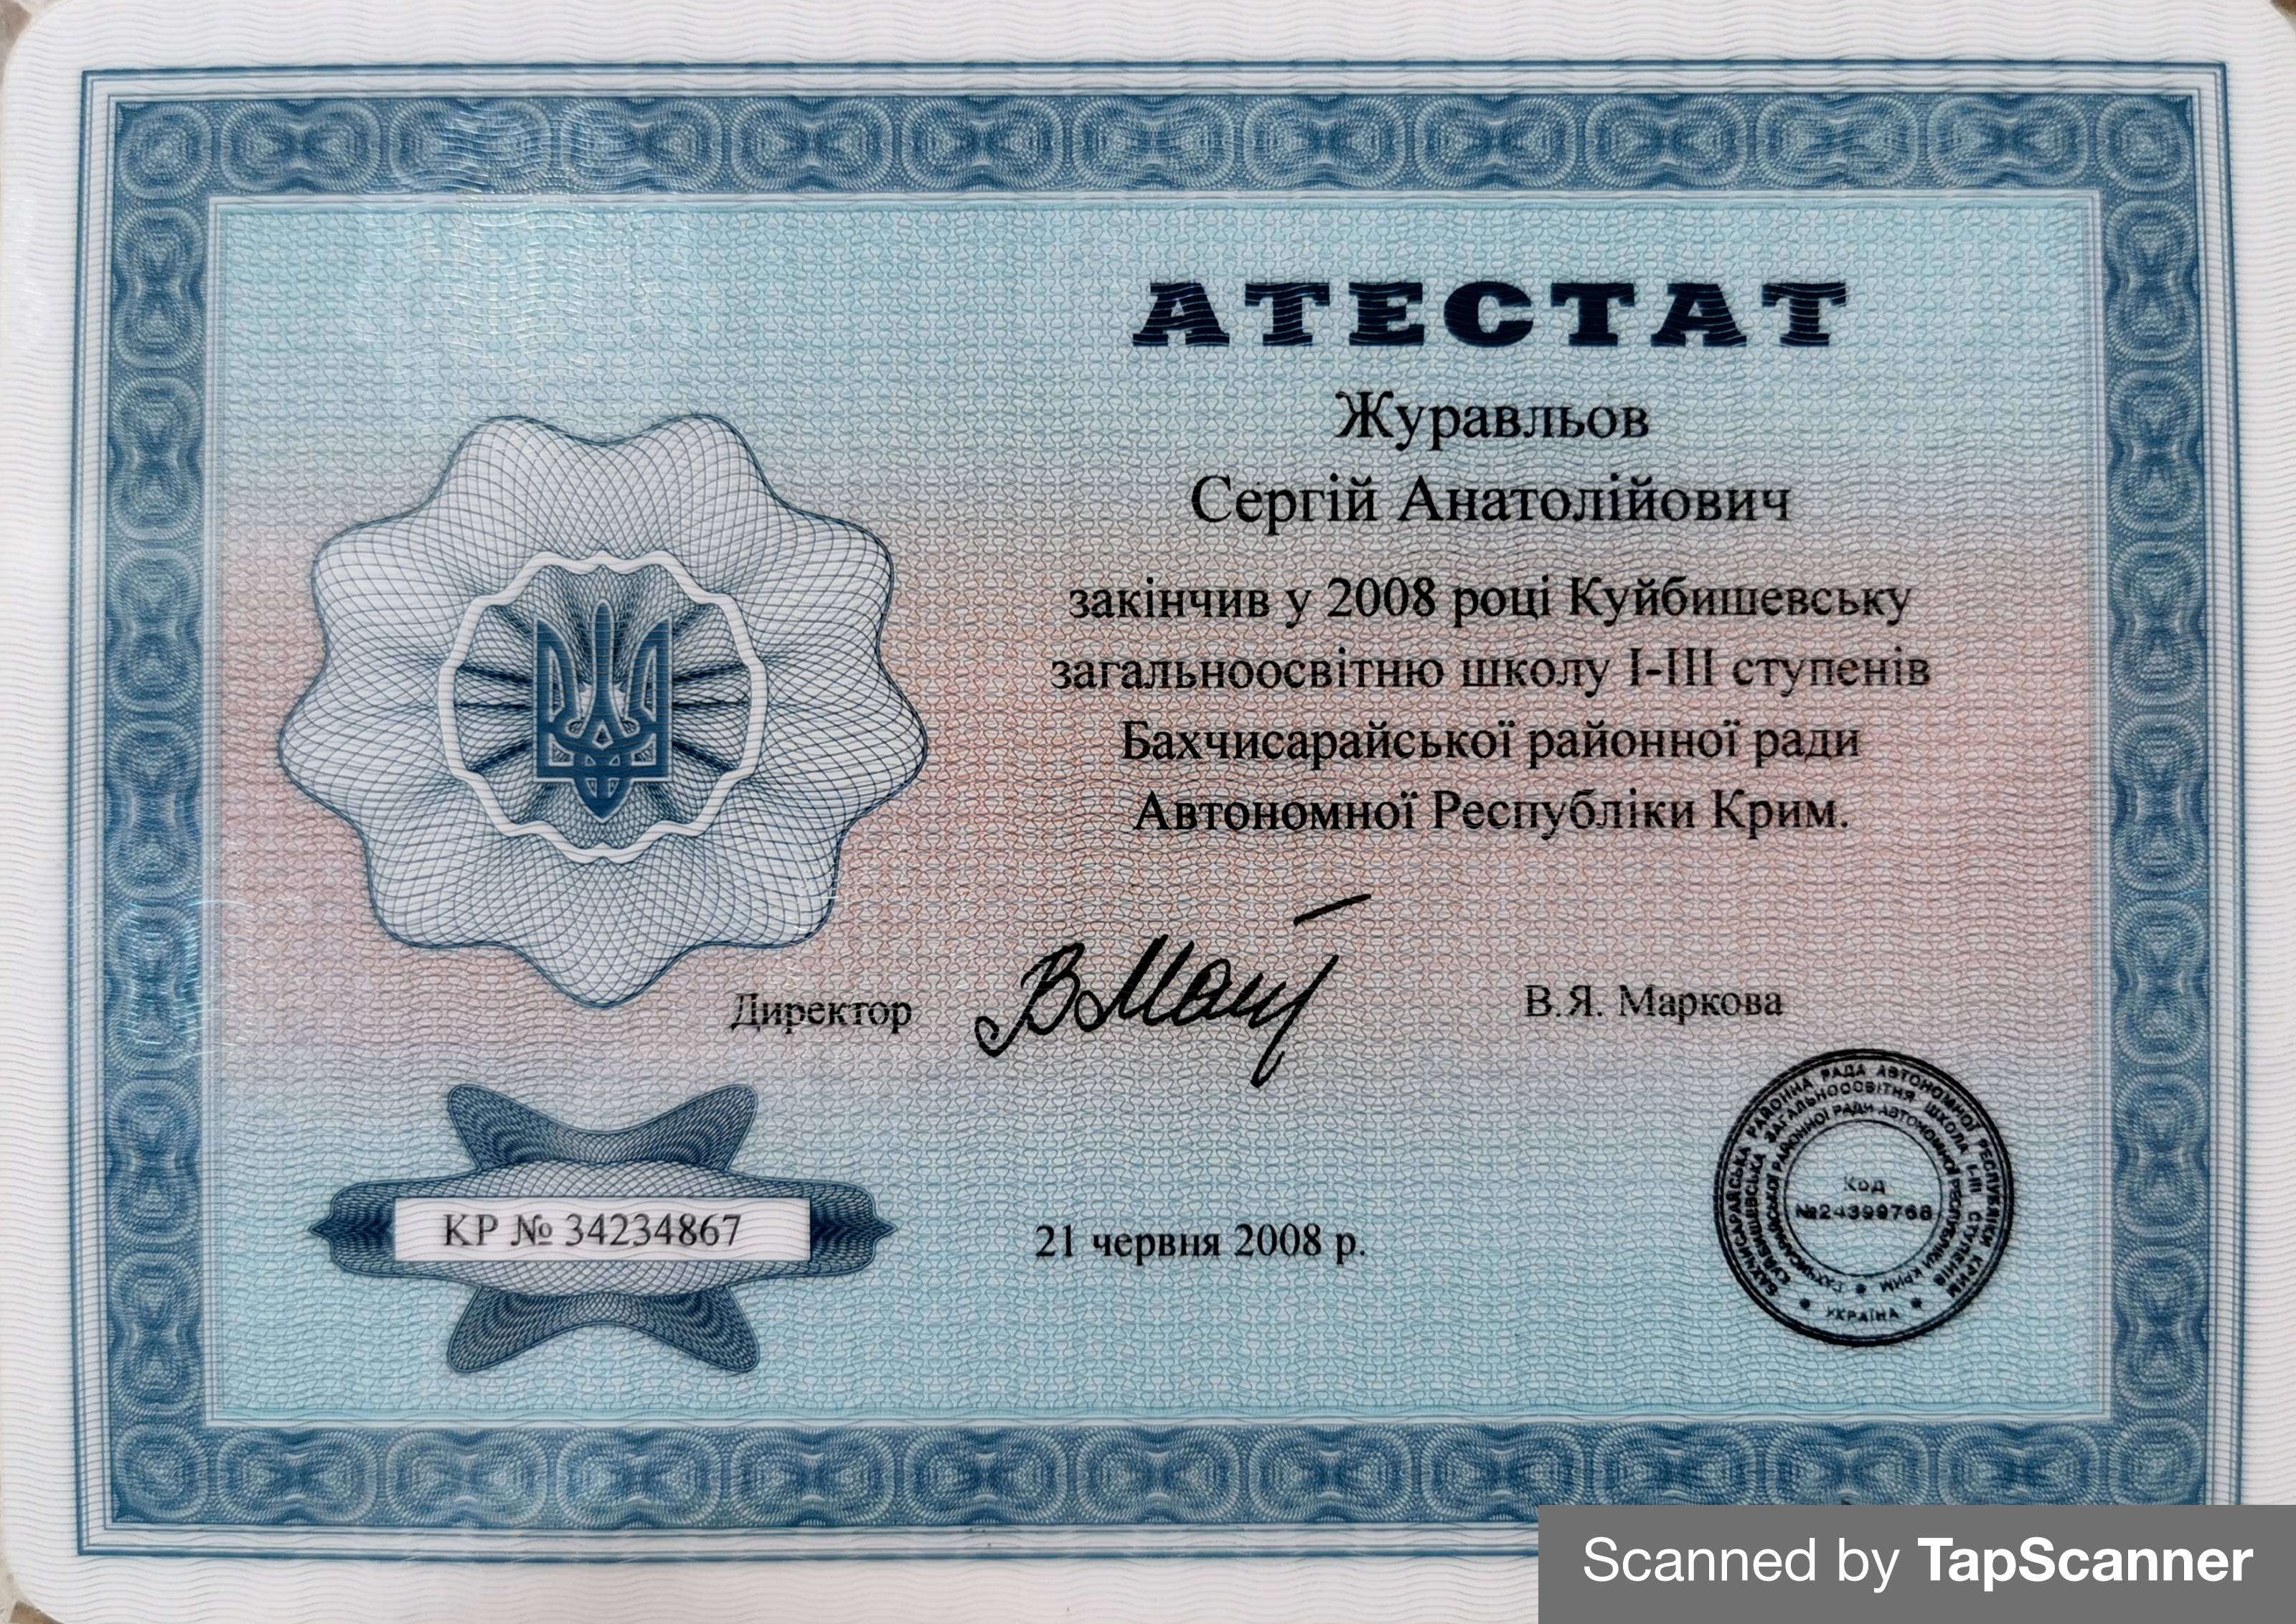 АТЕСТАТ
Журавльов
Сергій Анатолійович
закінчив у 2008 році Куйбишевську
загальноосвітню школу І-ІІІ ступенів
Бахчисарайської районної ради
Автономної Республіки Крим.
Директор В.Я. Маркова
КР № 34234867
21 червня 2008 р.
БАХЧИСАРАЙСЬКА РАЙОННА РАДА АВТОНОМНОЇ РЕСПУБЛІКИ КРИМ
КУЙБИШЕВСЬКА ЗАГАЛЬНООСВІТНЯ ШКОЛА І-ІІІ СТУПЕНІВ
БАХЧИСАРАЙСЬКОЇ РАЙОННОЇ РАДИ АВТОНОМНОЇ РЕСПУБЛІКИ КРИМ
УКРАЇНА
Код
№24399768
Scanned by TapScanner